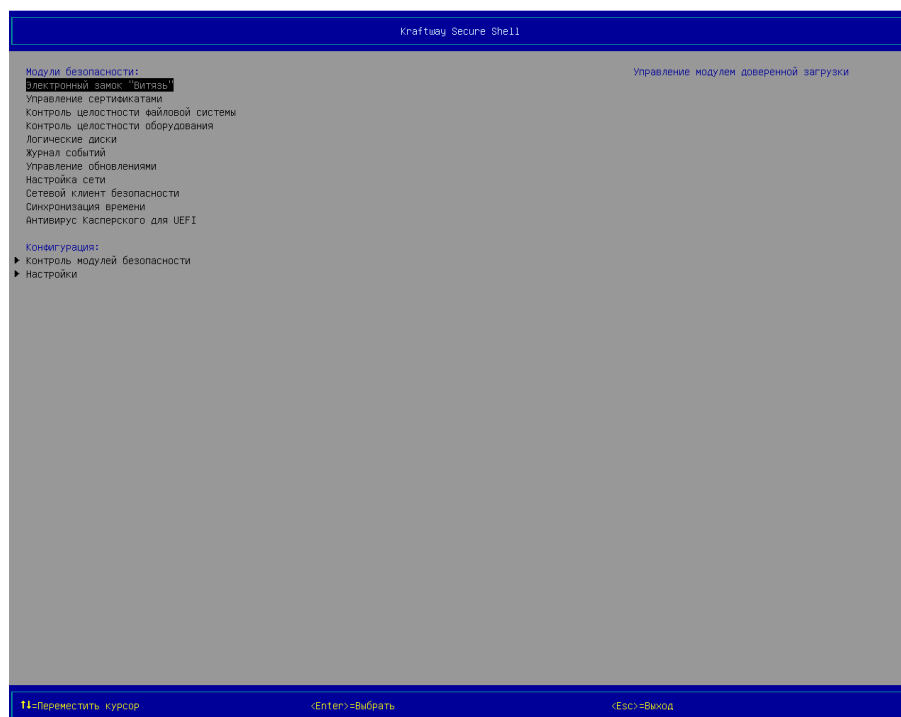 Kraftway Secure Shell
Модули безопасности:
Управление модулем доверенной загрузки
Электронный замок "Витязь"
Управление сертификатами
Контроль целостности файловой системы
Контроль целостности оборудования
Логические диски
Журнал событий
Управление обновлениями
Настройка сети
Сетевой клиент безопасности
Синхронизация времени
Антивирус Касперского для UEFI
Конфигурация:
Контроль модулей безопасности
Настройки
↑↓=Переместить курсор
<Enter>=Выбрать
<Esc>=Выход